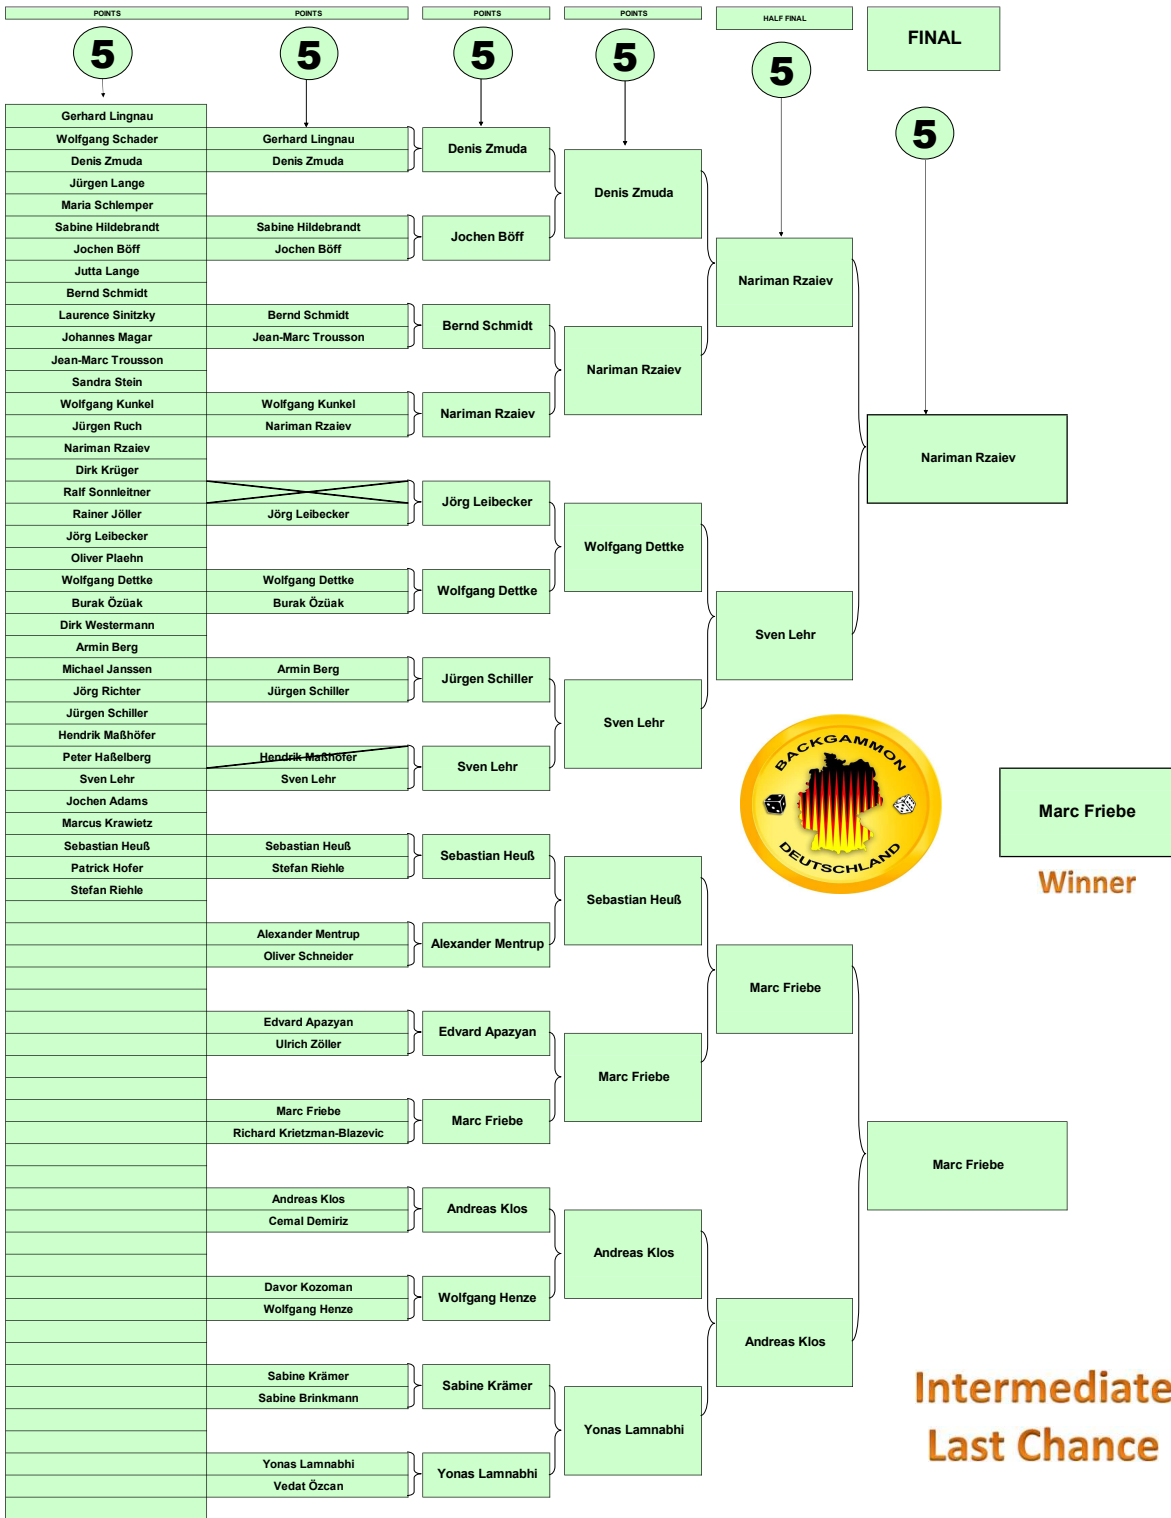 POINTS
POINTS
POINTS
POINTS
HALF FINAL
FINAL
5
5
5
5
5
5
Gerhard Lingnau
Wolfgang Schader
Denis Zmuda
Jürgen Lange
Maria Schlemper
Sabine Hildebrandt
Jochen Böff
Jutta Lange
Bernd Schmidt
Laurence Sinitzky
Johannes Magar
Jean-Marc Trousson
Sandra Stein
Wolfgang Kunkel
Jürgen Ruch
Nariman Rzaiev
Dirk Krüger
Ralf Sonnleitner
Rainer Jöller
Jörg Leibecker
Oliver Plaehn
Wolfgang Dettke
Burak Özüak
Dirk Westermann
Armin Berg
Michael Janssen
Jörg Richter
Jürgen Schiller
Hendrik Maßhöfer
Peter Haßelberg
Sven Lehr
Jochen Adams
Marcus Krawietz
Sebastian Heuß
Patrick Hofer
Stefan Riehle
Gerhard Lingnau
Denis Zmuda
Sabine Hildebrandt
Jochen Böff
Bernd Schmidt
Jean-Marc Trousson
Wolfgang Kunkel
Nariman Rzaiev
Jörg Leibecker
Wolfgang Dettke
Burak Özüak
Armin Berg
Jürgen Schiller
Hendrik Maßhöfer
Sven Lehr
Sebastian Heuß
Stefan Riehle
Alexander Mentrup
Oliver Schneider
Edvard Apazyan
Ulrich Zöller
Marc Friebe
Richard Krietzman-Blazevic
Andreas Klos
Cemal Demiriz
Davor Kozoman
Wolfgang Henze
Sabine Krämer
Sabine Brinkmann
Yonas Lamnabhi
Vedat Özcan
Denis Zmuda
Jochen Böff
Bernd Schmidt
Nariman Rzaiev
Jörg Leibecker
Wolfgang Dettke
Jürgen Schiller
Sven Lehr
Sebastian Heuß
Alexander Mentrup
Edvard Apazyan
Marc Friebe
Andreas Klos
Wolfgang Henze
Sabine Krämer
Yonas Lamnabhi
Denis Zmuda
Nariman Rzaiev
Wolfgang Dettke
Sven Lehr
Sebastian Heuß
Marc Friebe
Andreas Klos
Yonas Lamnabhi
Nariman Rzaiev
Sven Lehr
Marc Friebe
Andreas Klos
Nariman Rzaiev
Marc Friebe
BACKGAMMON
DEUTSCHLAND
Marc Friebe
Winner
Intermediate
Last Chance